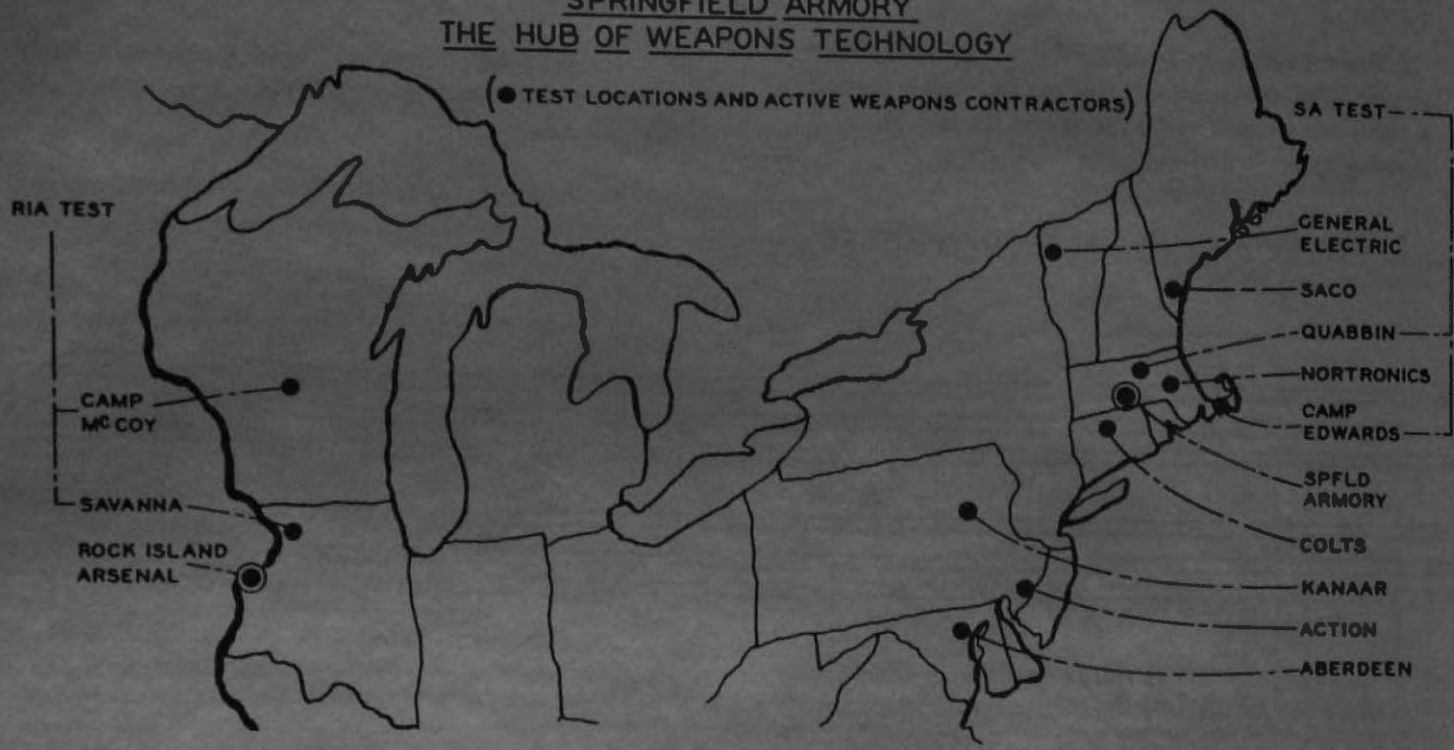 SPRINGFIELD ARMORY
THE HUB OF WEAPONS TECHNOLOGY
(● TEST LOCATIONS AND ACTIVE WEAPONS CONTRACTORS)
SA TEST
RIA TEST
GENERAL
ELECTRIC
SACO
QUABBIN
NORTRONICS
CAMP
EDWARDS
SPFLD
ARMORY
COLTS
KANAAR
ACTION
ABERDEEN
CAMP
MCCOY
SAVANNA
ROCK ISLAND
ARSENAL